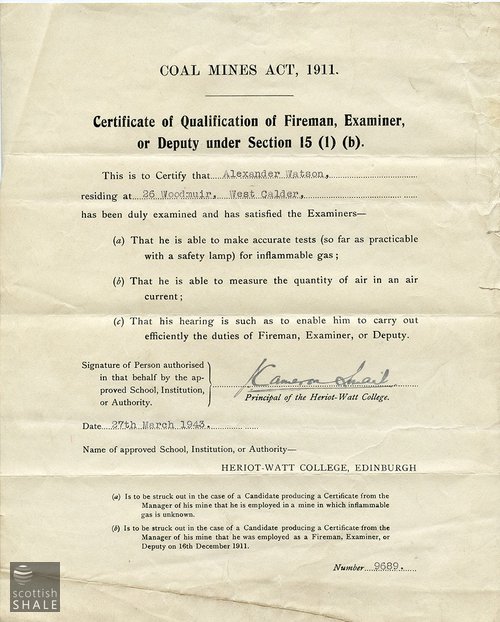 COAL MINES ACT, 1911.
Certificate of Qualification of Fireman, Examiner,
or Deputy under Section 15 (1) (b).
This is to Certify that Alexander Watson,
residing at 26 Woodmuir, West Calder,
has been duly examined and has satisfied the Examiners—
(a) That he is able to make accurate tests (so far as practicable
with a safety lamp) for inflammable gas;
(b) That he is able to measure the quantity of air in an air
current;
(c) That his hearing is such as to enable him to carry out
efficiently the duties of Fireman, Examiner, or Deputy.
Signature of Person authorised
in that behalf by the ap-
proved School, Institution,
or Authority.
J Cameron Smail
Principal of the Heriot-Watt College.
Date 27th March 1943.
Name of approved School, Institution, or Authority—
HERIOT-WATT COLLEGE, EDINBURGH
(a) Is to be struck out in the case of a Candidate producing a Certificate from the
Manager of his mine that he is employed in a mine in which inflammable
gas is unknown.
(b) Is to be struck out in the case of a Candidate producing a Certificate from the
Manager of his mine that he was employed as a Fireman, Examiner, or
Deputy on 16th December 1911.
Number 9689.
scottish
SHALE